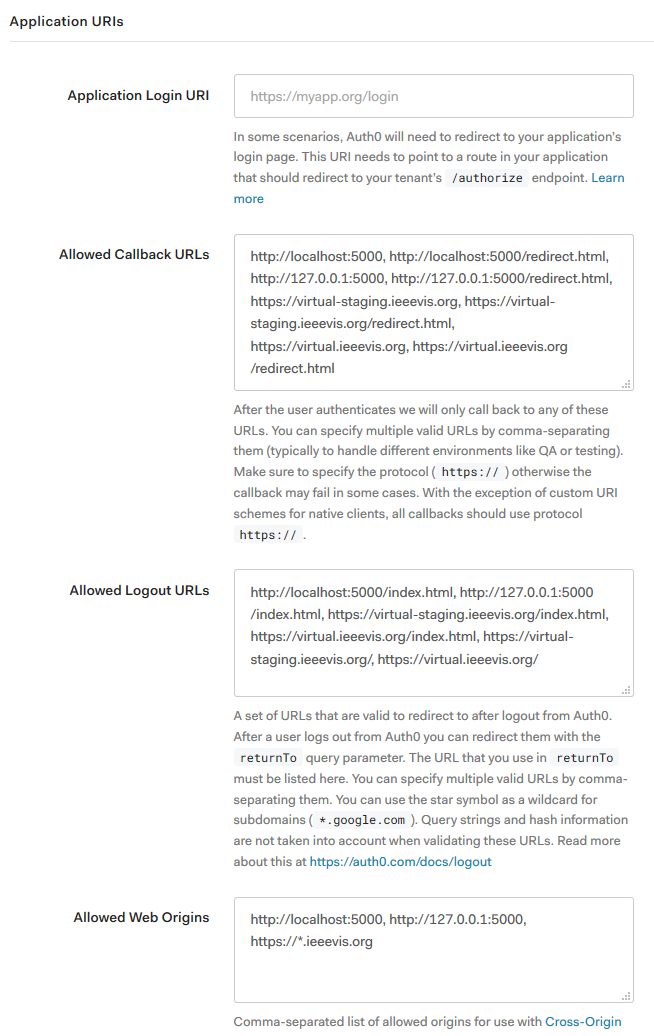 Application URIs
Application Login URI
https://myapp.org/login
In some scenarios, Auth0 will need to redirect to your application's
login page. This URI needs to point to a route in your application
that should redirect to your tenant's /authorize endpoint. Learn
more
Allowed Callback URLs
http://localhost:5000, http://localhost:5000/redirect.html,
http://127.0.0.1:5000, http://127.0.0.1:5000/redirect.html,
https://virtual-staging.ieeevis.org, https://virtual-
staging.ieeevis.org/redirect.html,
https://virtual.ieeevis.org, https://virtual.ieeevis.org
/redirect.html
After the user authenticates we will only call back to any of these
URLs. You can specify multiple valid URLs by comma-separating
them (typically to handle different environments like QA or testing).
Make sure to specify the protocol ( https:// ) otherwise the
callback may fail in some cases. With the exception of custom URI
schemes for native clients, all callbacks should use protocol
https:// .
Allowed Logout URLs
http://localhost:5000/index.html, http://127.0.0.1:5000
/index.html, https://virtual-staging.ieeevis.org/index.html,
https://virtual.ieeevis.org/index.html, https://virtual-
staging.ieeevis.org/, https://virtual.ieeevis.org/
A set of URLs that are valid to redirect to after logout from Auth0.
After a user logs out from Auth0 you can redirect them with the
returnTo query parameter. The URL that you use in returnTo
must be listed here. You can specify multiple valid URLs by comma-
separating them. You can use the star symbol as a wildcard for
subdomains ( *.google.com ). Query strings and hash information
are not taken into account when validating these URLs. Read more
about this at https://auth0.com/docs/logout
Allowed Web Origins
http://localhost:5000, http://127.0.0.1:5000,
https://*.ieeevis.org
Comma-separated list of allowed origins for use with Cross-Origin